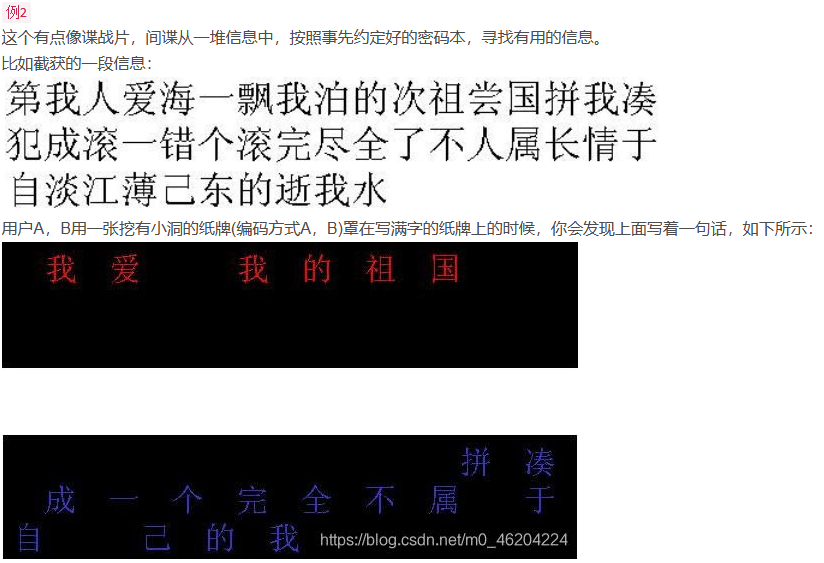 例2
这个有点像谍战片，间谍从一堆信息中，按照事先约定好的密码本，寻找有用的信息。
比如截获的一段信息：
第我人爱海一飘我泊的次祖尝国拼我凑
犯成滚一错个滚完尽全了不人属长情于
自淡江薄己东的逝我水
用户A，B用一张挖有小洞的纸牌(编码方式A，B)罩在写满字的纸牌上的时候，你会发现上面写着一句话，如下所示：
我 爱 我 的 祖 国
拼 凑
成 一 个 完 全 不 属 于
自 己 的 我
https://blog.csdn.net/m0_46204224